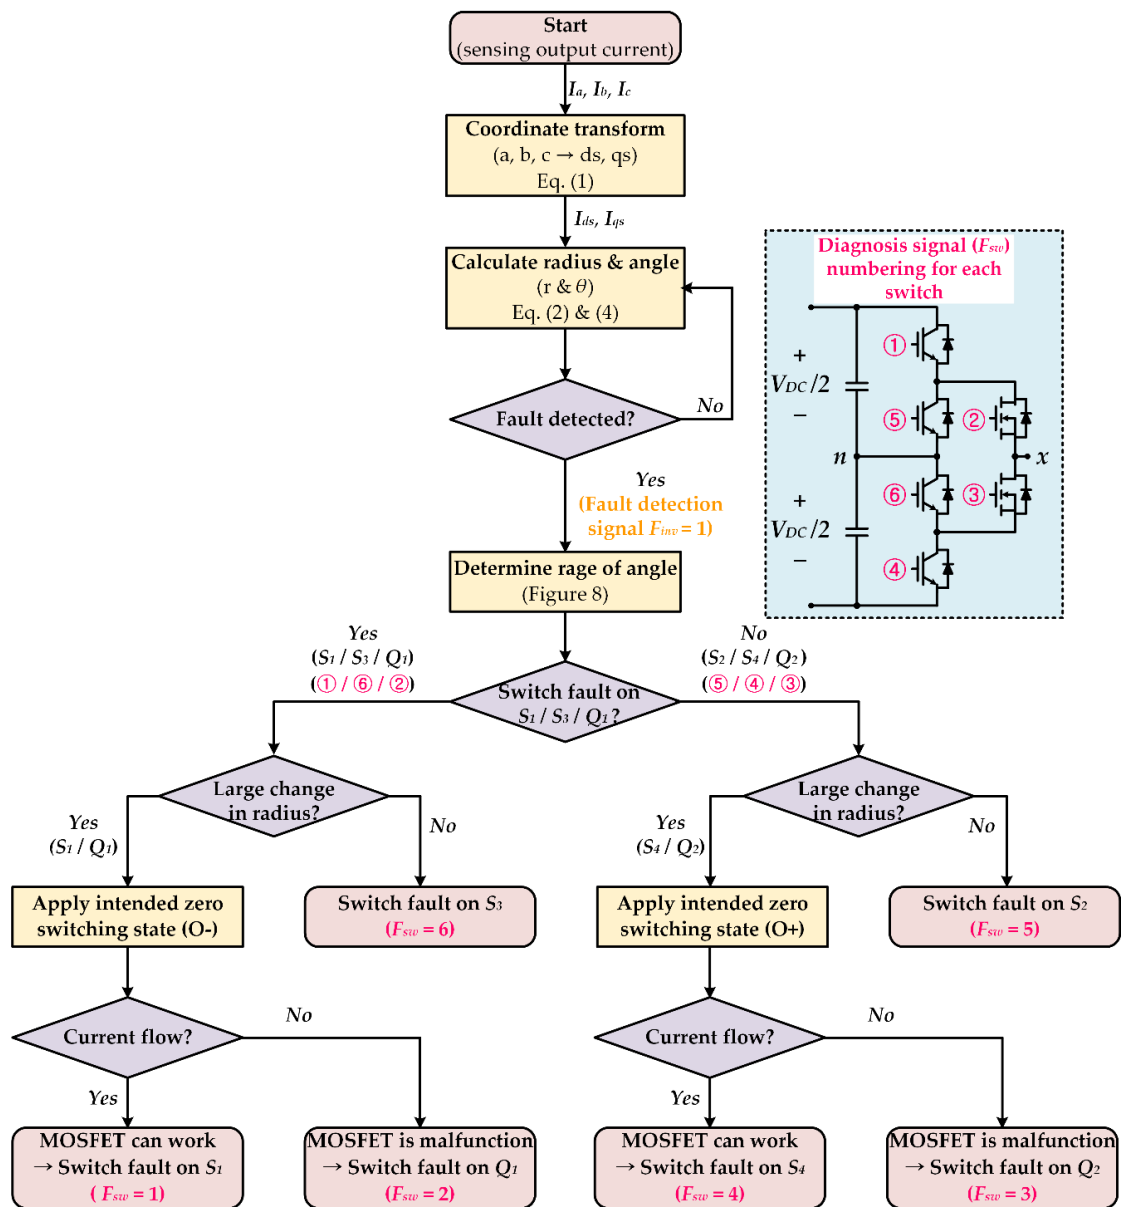 Start
(sensing output current)
Ia, Ib, Ic
Coordinate transform
(a, b, c → ds, qs)
Eq. (1)
Ids, Iqs
Calculate radius & angle
(r & θ)
Eq. (2) & (4)
Fault detected?
No
Yes
(Fault detection
signal Finv = 1)
Determine rage of angle
(Figure 8)
Diagnosis signal (Fsw)
numbering for each
switch
①
+
VDC /2
−
⑤
②
n
x
⑥
③
+
VDC /2
−
④
Yes
(S1 / S3 / Q1)
(① / ⑥ / ②)
No
(S2 / S4 / Q2)
(⑤ / ④ / ③)
Switch fault on
S1 / S3 / Q1?
Large change
in radius?
Yes
(S1 / Q1)
No
Large change
in radius?
Yes
(S4 / Q2)
No
Apply intended zero
switching state (O-)
Switch fault on S3
(Fsw = 6)
Apply intended zero
switching state (O+)
Switch fault on S2
(Fsw = 5)
Current flow?
No
Yes
Current flow?
No
Yes
MOSFET can work
→ Switch fault on S1
( Fsw = 1)
MOSFET is malfunction
→ Switch fault on Q1
(Fsw = 2)
MOSFET can work
→ Switch fault on S4
(Fsw = 4)
MOSFET is malfunction
→ Switch fault on Q2
(Fsw = 3)